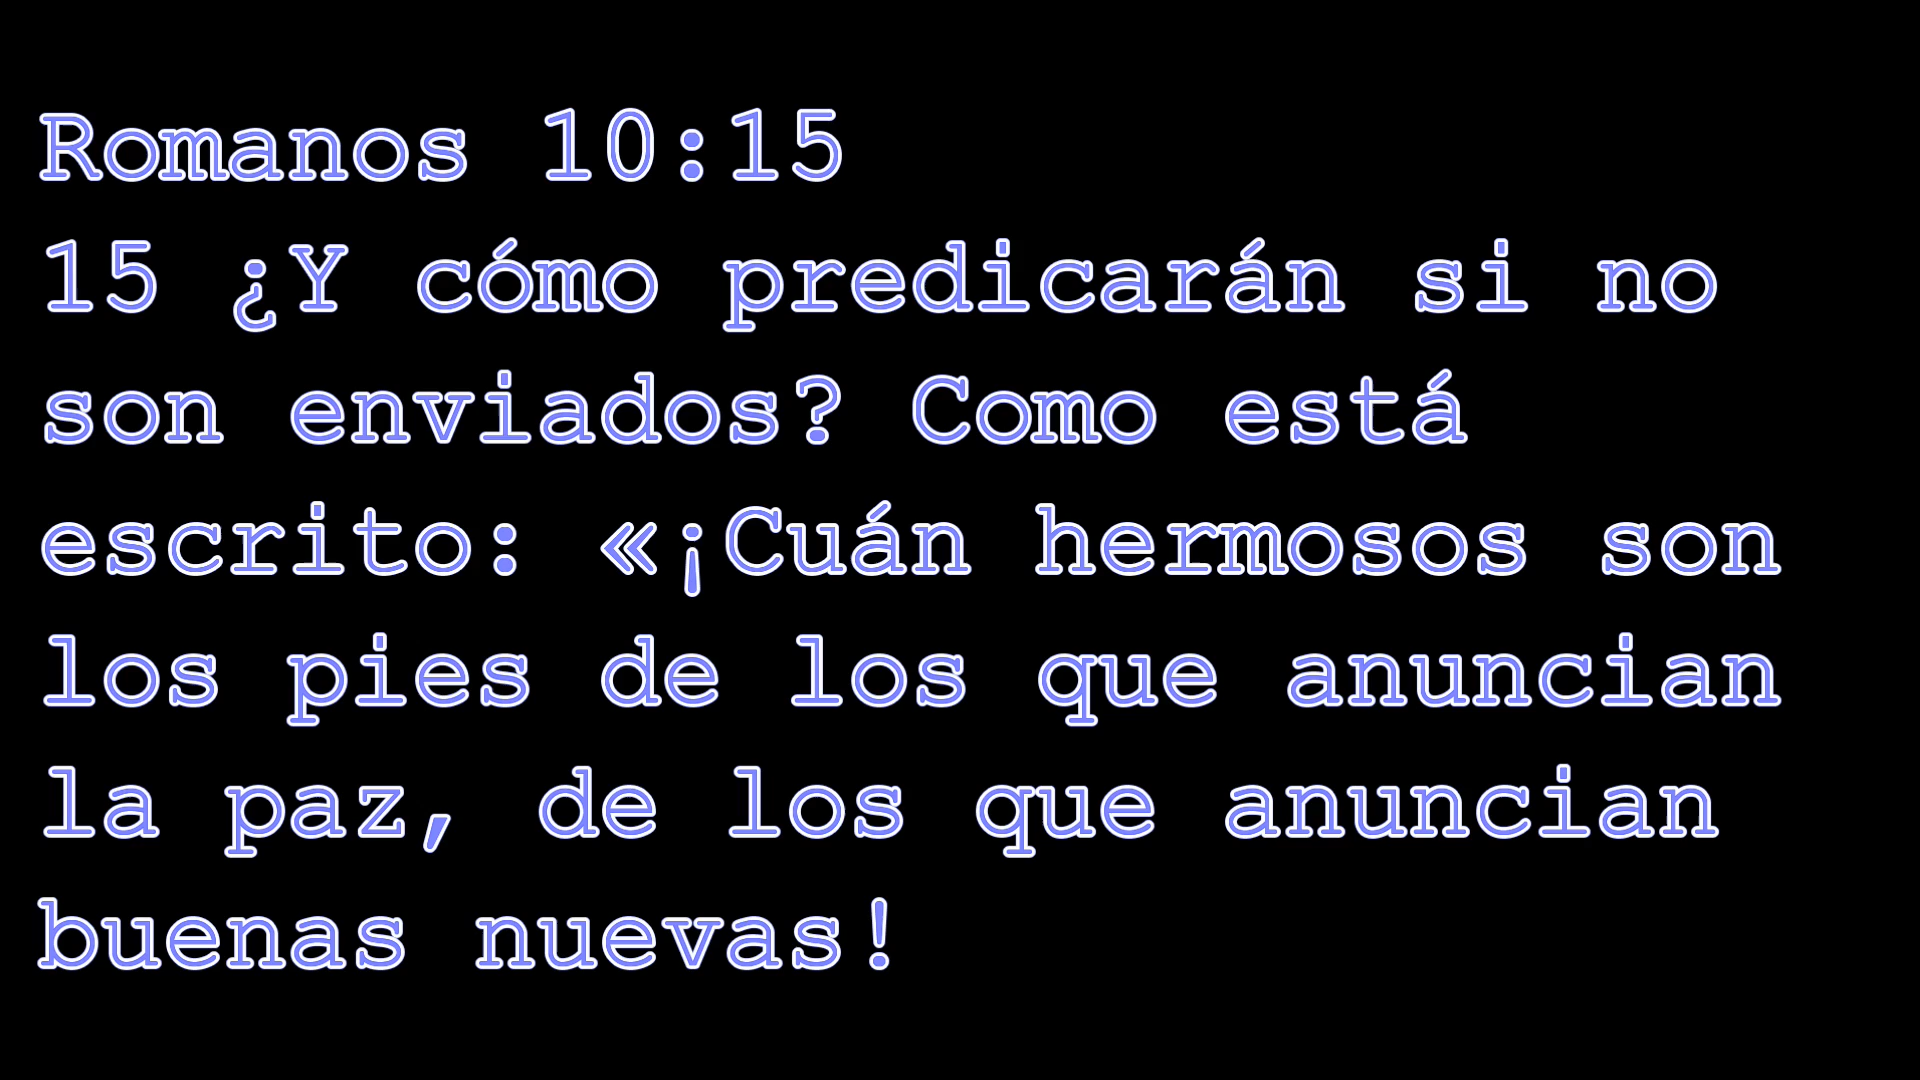 Romanos 10:15
15 ¿Y cómo predicarán si no
son enviados? Como está
escrito: «¡Cuán hermosos son
los pies de los que anuncian
la paz, de los que anuncian
buenas nuevas!